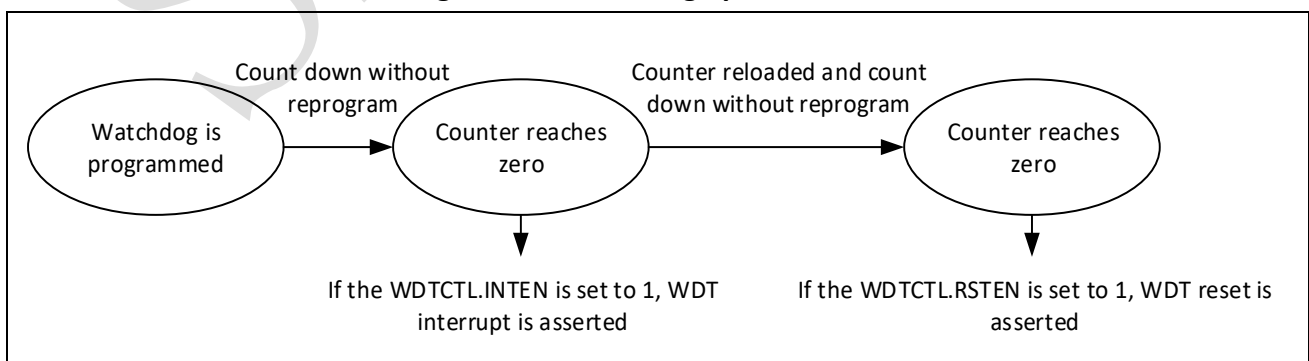 Count down without
reprogram
Counter reloaded and count
down without reprogram
Watchdog is
programmed
Counter reaches
zero
Counter reaches
zero
If the WDTCTL.INTEN is set to 1, WDT
interrupt is asserted
If the WDTCTL.RSTEN is set to 1, WDT reset is
asserted